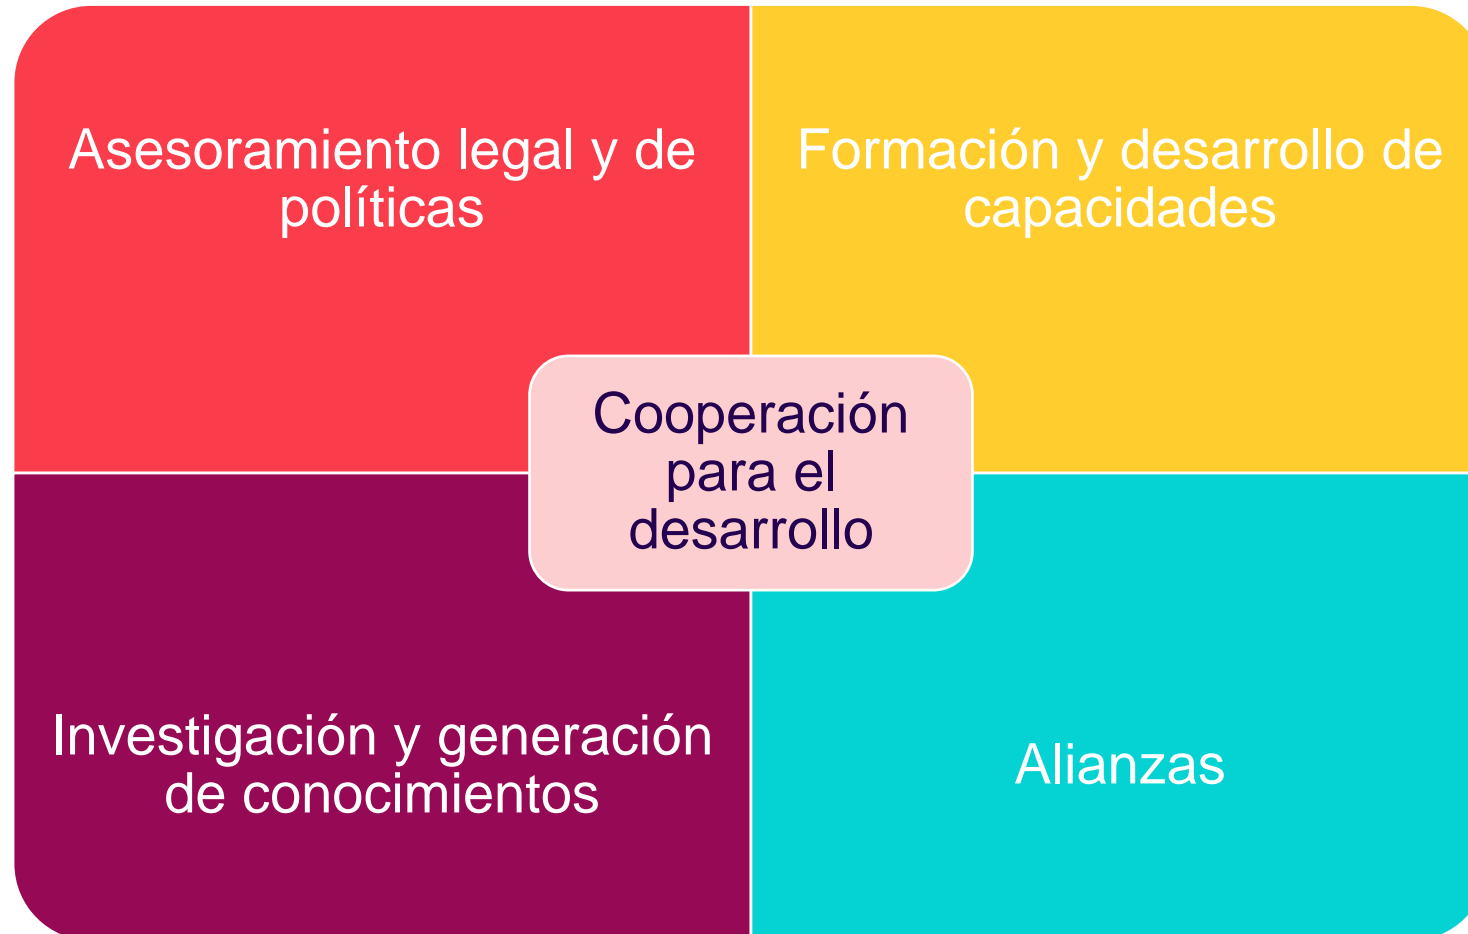 Asesoramiento legal y de
políticas
Formación y desarrollo de
capacidades
Cooperación
para el
desarrollo
Investigación y generación
de conocimientos
Alianzas